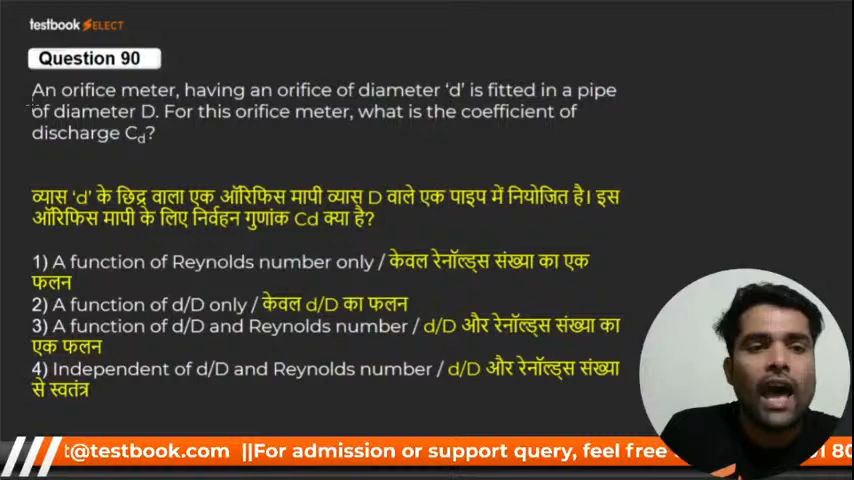 testbook SELECT
Question 90
An orifice meter, having an orifice of diameter ‘d’ is fitted in a pipe
of diameter D. For this orifice meter, what is the coefficient of
discharge Cd?
व्यास ‘d’ के छिद्र वाला एक ऑरिफिस मापी व्यास D वाले एक पाइप में नियोजित है। इस
ऑरिफिस मापी के लिए निर्वहन गुणांक Cd क्या है?
1) A function of Reynolds number only / केवल रेनॉल्ड्स संख्या का एक
फलन
2) A function of d/D only / केवल d/D का फलन
3) A function of d/D and Reynolds number / d/D और रेनॉल्ड्स संख्या का
एक फलन
4) Independent of d/D and Reynolds number / d/D और रेनॉल्ड्स संख्या
से स्वतंत्र
t@testbook.com ||For admission or support query, feel free